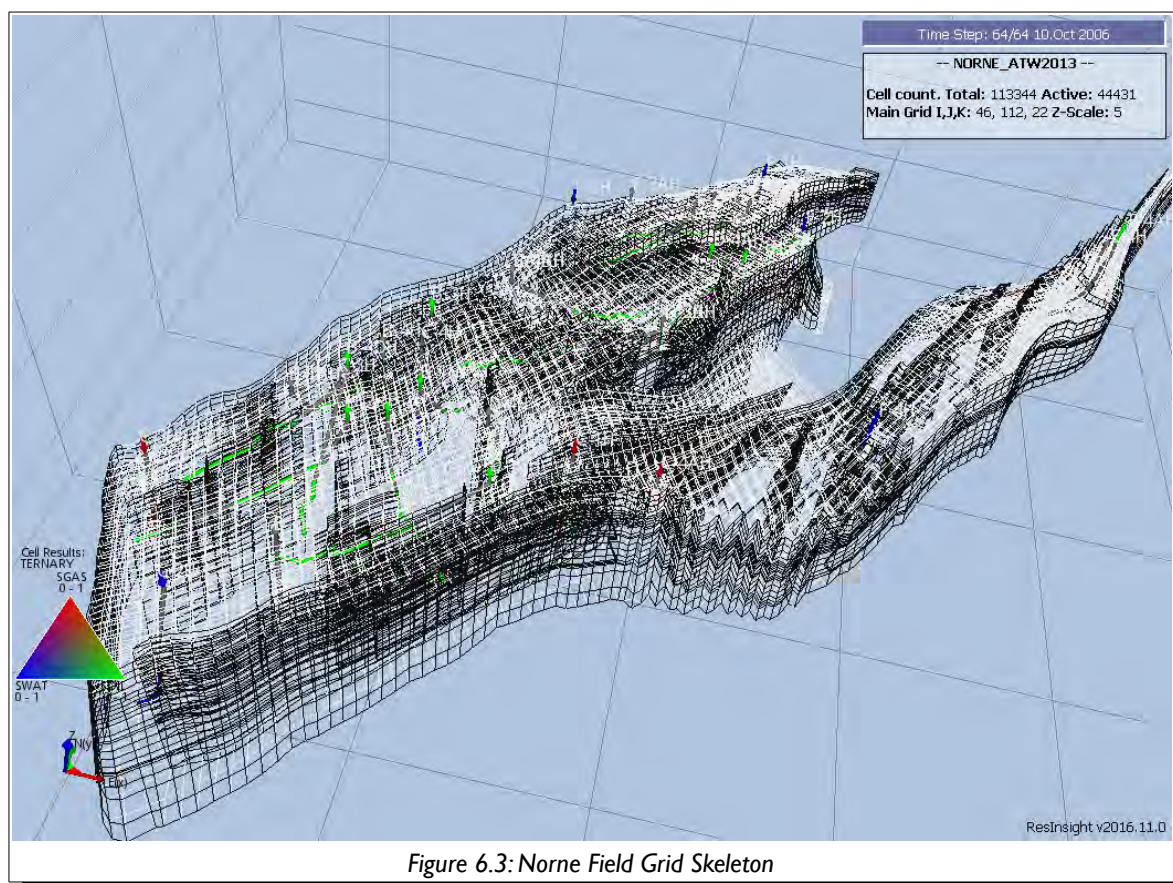 Time Step: 64/64 10.Oct 2006
-- NORNE_ATW2013 --
Cell count. Total: 113344 Active: 44431
Main Grid I,J,K: 46, 112, 22 Z-Scale: 5
Cell Results:
TERNARY
SGAS
0 - 1
SWAT
0 - 1
Z
N(y)
E(x)
ResInsight v2016.11.0
Figure 6.3: Norne Field Grid Skeleton